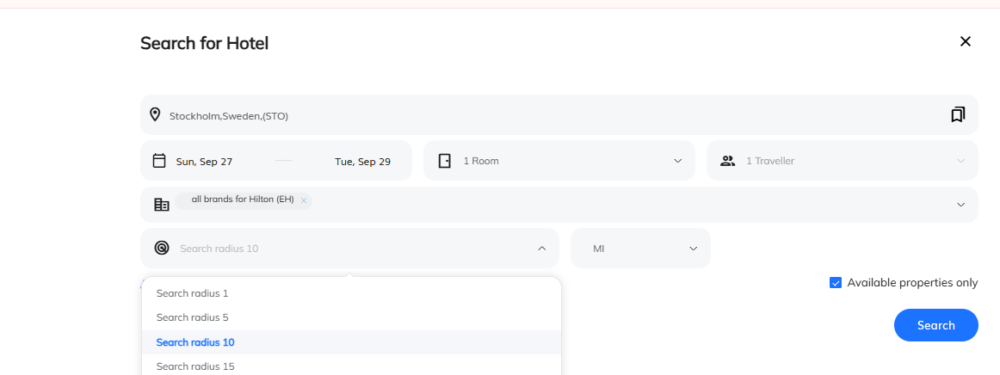 Search for Hotel
Stockholm,Sweden,(STO)
Sun, Sep 27 Tue, Sep 29 1 Room 1 Traveller
all brands for Hilton (EH)
Search radius 10 MI
Available properties only
Search radius 1
Search radius 5
Search radius 10
Search radius 15
Search